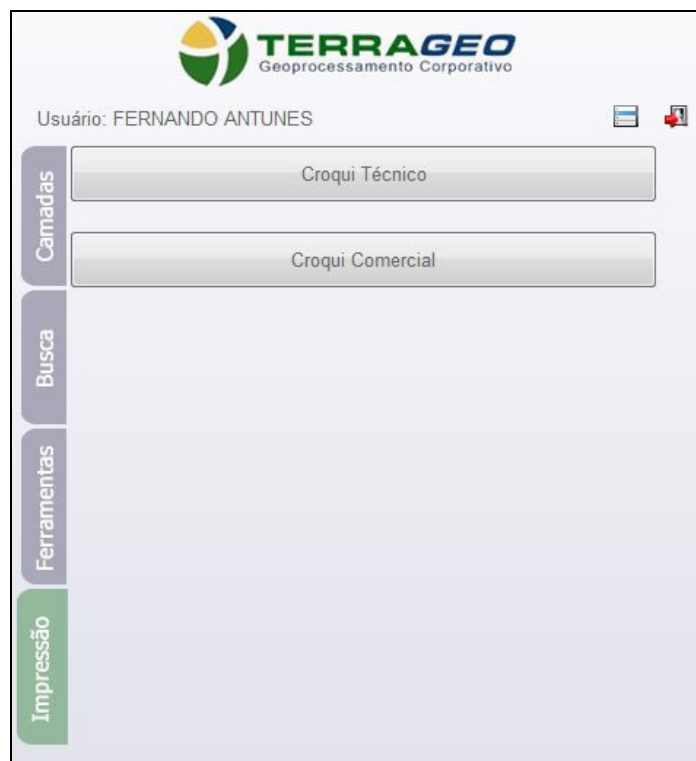 TERRAGEO
Geoprocessamento Corporativo
Usuário: FERNANDO ANTUNES
Camadas
Croqui Técnico
Croqui Comercial
Busca
Ferramentas
Impressão